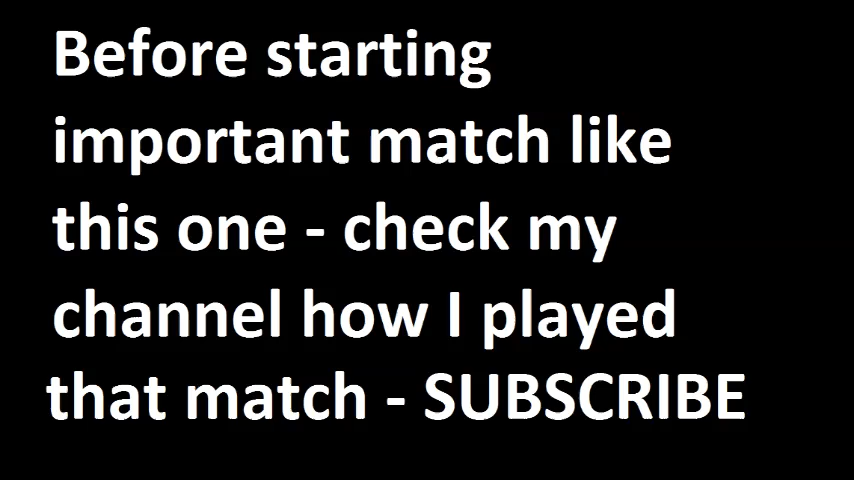 Before starting
important match like
this one - check my
channel how I played
that match - SUBSCRIBE